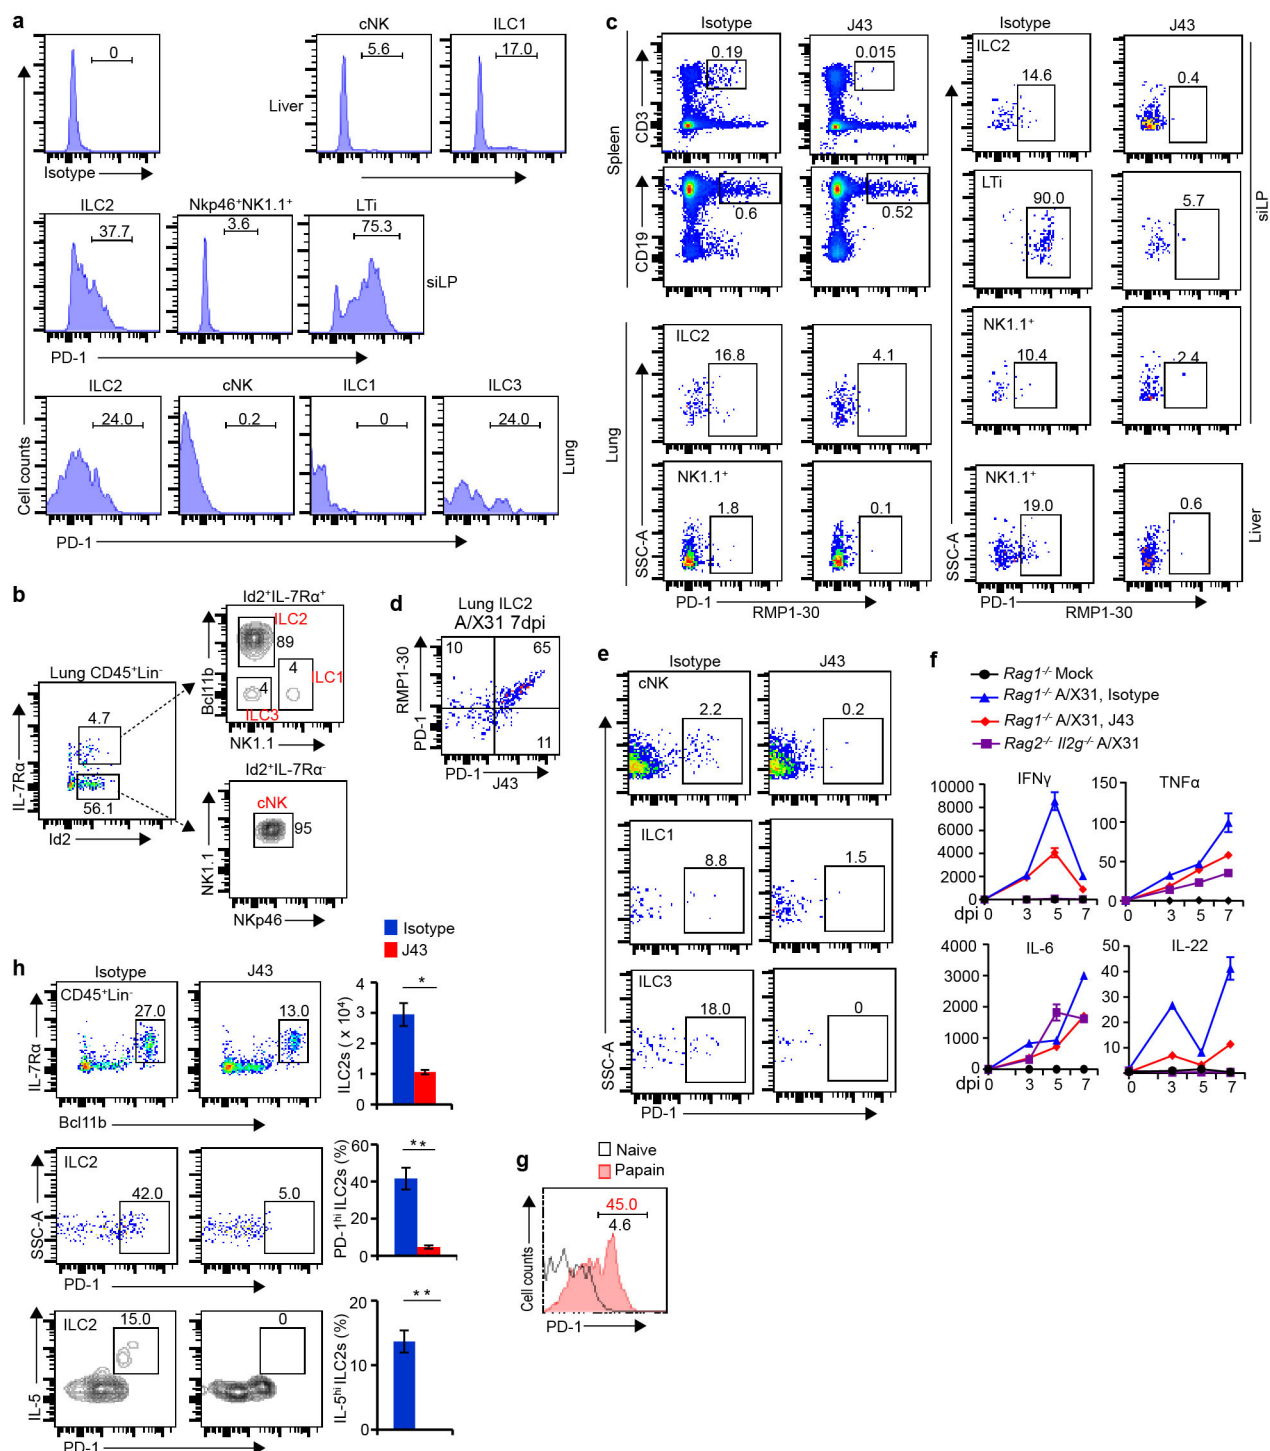 a
cNK
ILC1
0
5.6
17.0
Liver
Isotype
ILC2
Nkp46⁺NK1.1⁺
LTi
37.7
3.6
75.3
siLP
PD-1
ILC2
cNK
ILC1
ILC3
24.0
0.2
0
24.0
Lung
Cell counts
PD-1
b
Lung CD45⁺Lin⁻
4.7
56.1
IL-7Rα
Id2
Id2⁺IL-7Rα⁺
ILC2
89
4
ILC1
4
ILC3
Bcl11b
NK1.1
Id2⁺IL-7Rα⁻
cNK
95
NK1.1
NKp46
c
Isotype
J43
0.19
0.015
CD3
Spleen
0.6
0.52
CD19
ILC2
16.8
4.1
Lung
NK1.1⁺
1.8
0.1
SSC-A
PD-1
RMP1-30
Isotype
J43
ILC2
14.6
0.4
LTi
90.0
5.7
siLP
NK1.1⁺
10.4
2.4
NK1.1⁺
19.0
0.6
Liver
SSC-A
PD-1
RMP1-30
d
Lung ILC2
A/X31 7dpi
10
65
11
PD-1
RMP1-30
PD-1
J43
e
Isotype
J43
cNK
2.2
0.2
ILC1
8.8
1.5
ILC3
18.0
0
SSC-A
PD-1
f
Rag1⁻/⁻ Mock
Rag1⁻/⁻ A/X31, Isotype
Rag1⁻/⁻ A/X31, J43
Rag2⁻/⁻ Il2g⁻/⁻ A/X31
IFNγ
10000
8000
6000
4000
2000
0
dpi
0 3 5 7
TNFα
150
100
50
0
0 3 5 7
IL-6
4000
3000
2000
1000
0
dpi
0 3 5 7
IL-22
50
40
30
20
10
0
0 3 5 7
g
Naive
Papain
45.0
4.6
Cell counts
PD-1
h
Isotype
J43
CD45⁺Lin⁻
27.0
13.0
IL-7Rα
Bcl11b
Isotype
J43
*
4
3
2
1
0
ILC2s (x 10⁴)
ILC2
42.0
5.0
SSC-A
PD-1
**
60
40
20
0
PD-1ʰⁱ ILC2s (%)
ILC2
15.0
0
IL-5
PD-1
**
20
10
0
IL-5ʰⁱ ILC2s (%)